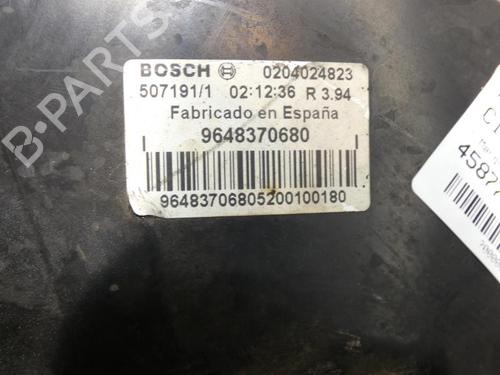 BOSCH 0204024823
507191/1 02:12:36 R 3.94
Fabricado en España
9648370680
96483706805200100180
B-PARTS
4587